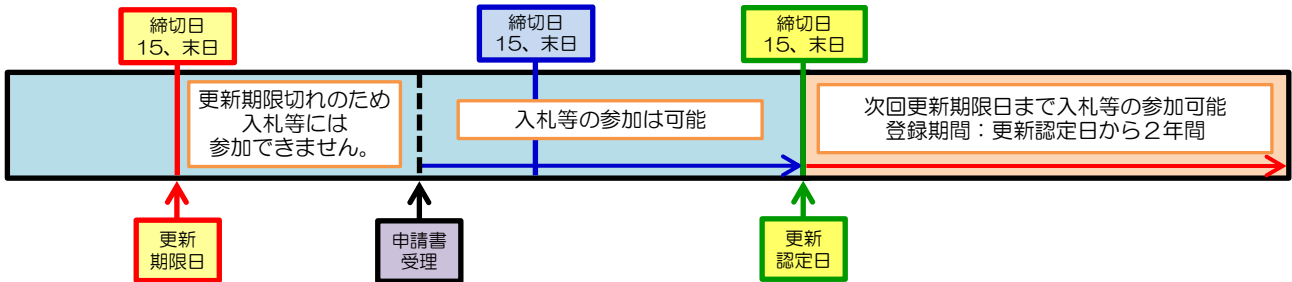 締切日
15、末日
締切日
15、末日
締切日
15、末日
更新期限切れのため
入札等には
参加できません。
入札等の参加は可能
次回更新期限日まで入札等の参加可能
登録期間：更新認定日から２年間
更新
期限日
申請書
受理
更新
認定日